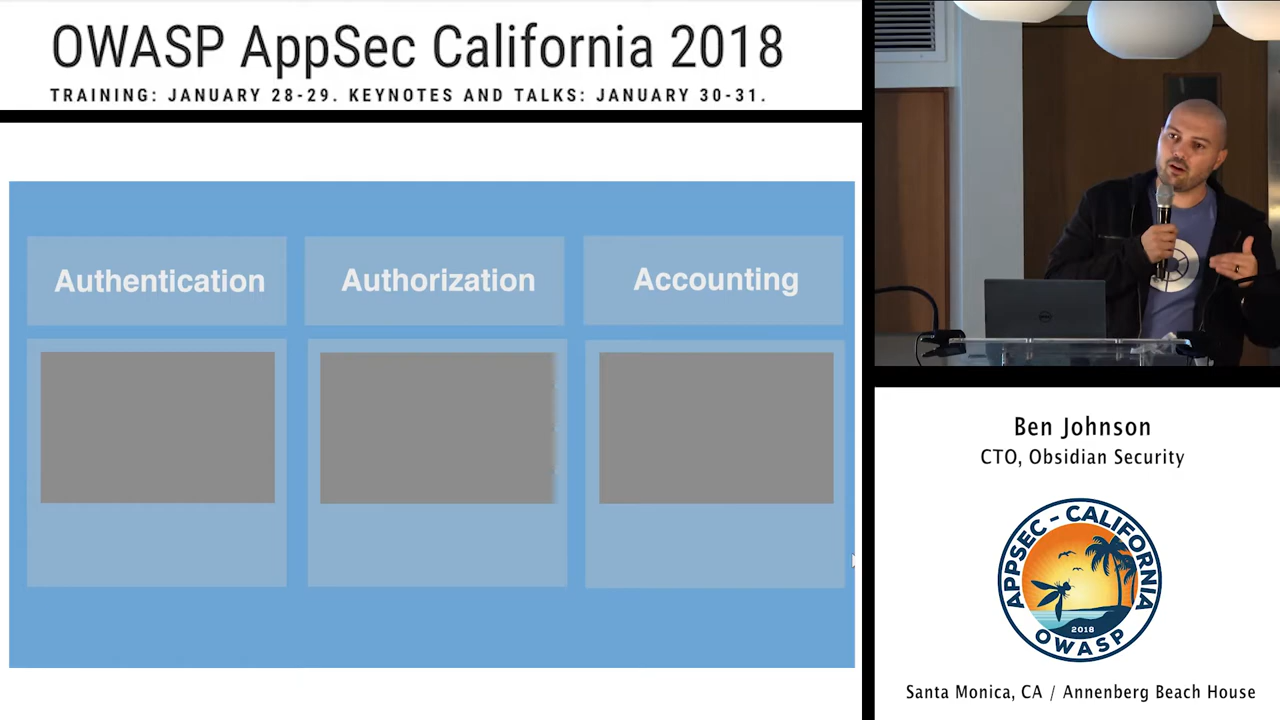 OWASP AppSec California 2018
TRAINING: JANUARY 28-29. KEYNOTES AND TALKS: JANUARY 30-31.
Authentication
Authorization
Accounting
Ben Johnson
CTO, Obsidian Security
APPSEC - CALIFORNIA
2018
OWASP
Santa Monica, CA / Annenberg Beach House